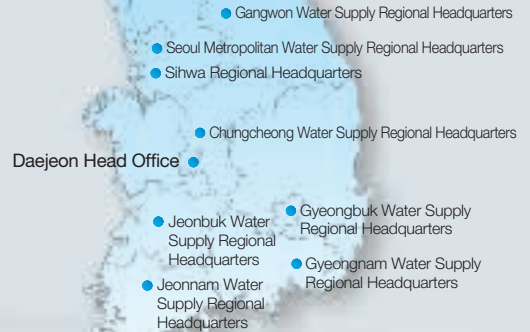 Gangwon Water Supply Regional Headquarters
Seoul Metropolitan Water Supply Regional Headquarters
Sihwa Regional Headquarters
Chungcheong Water Supply Regional Headquarters
Daejeon Head Office
Jeonbuk Water
Supply Regional
Headquarters
Gyeongbuk Water Supply
Regional Headquarters
Gyeongnam Water Supply
Regional Headquarters
Jeonnam Water
Supply Regional
Headquarters